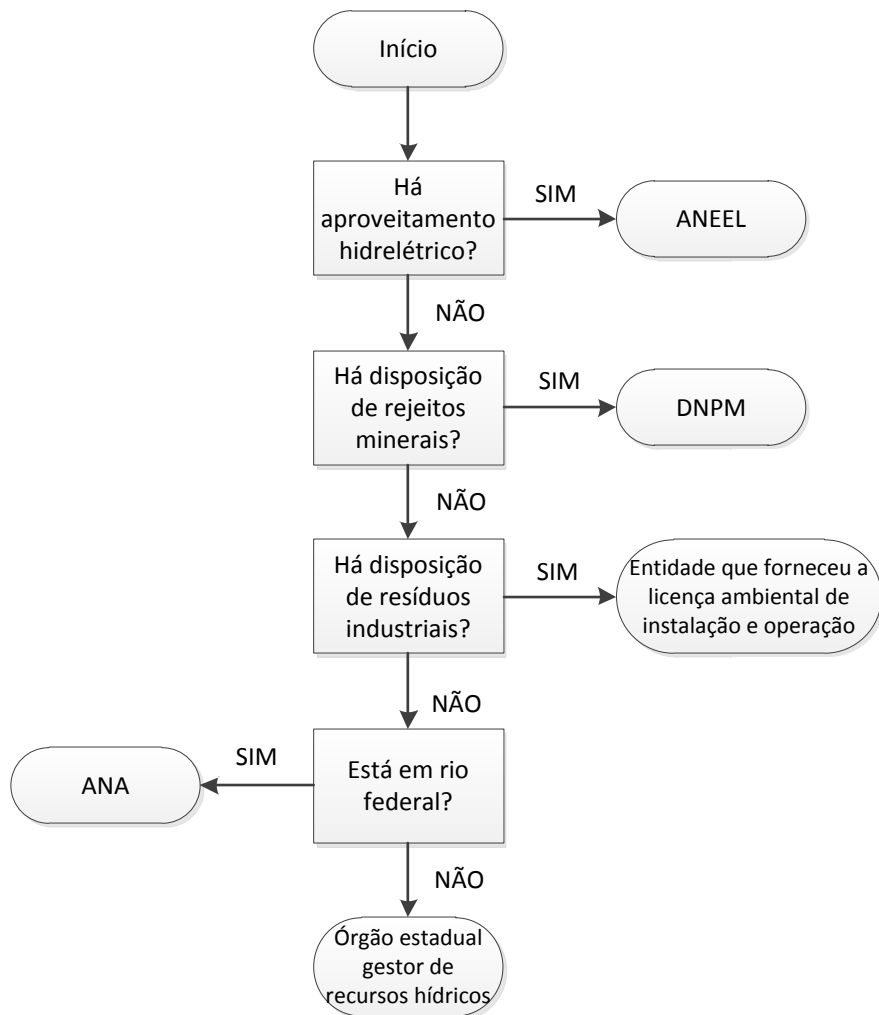 Início
Há
aproveitamento
hidrelétrico?
SIM
ANEEL
NÃO
Há disposição
de rejeitos
minerais?
SIM
DNPM
NÃO
Há disposição
de resíduos
industriais?
SIM
Entidade que forneceu a
licença ambiental de
instalação e operação
NÃO
Está em rio
federal?
SIM
ANA
NÃO
Órgão estadual
gestor de
recursos hídricos